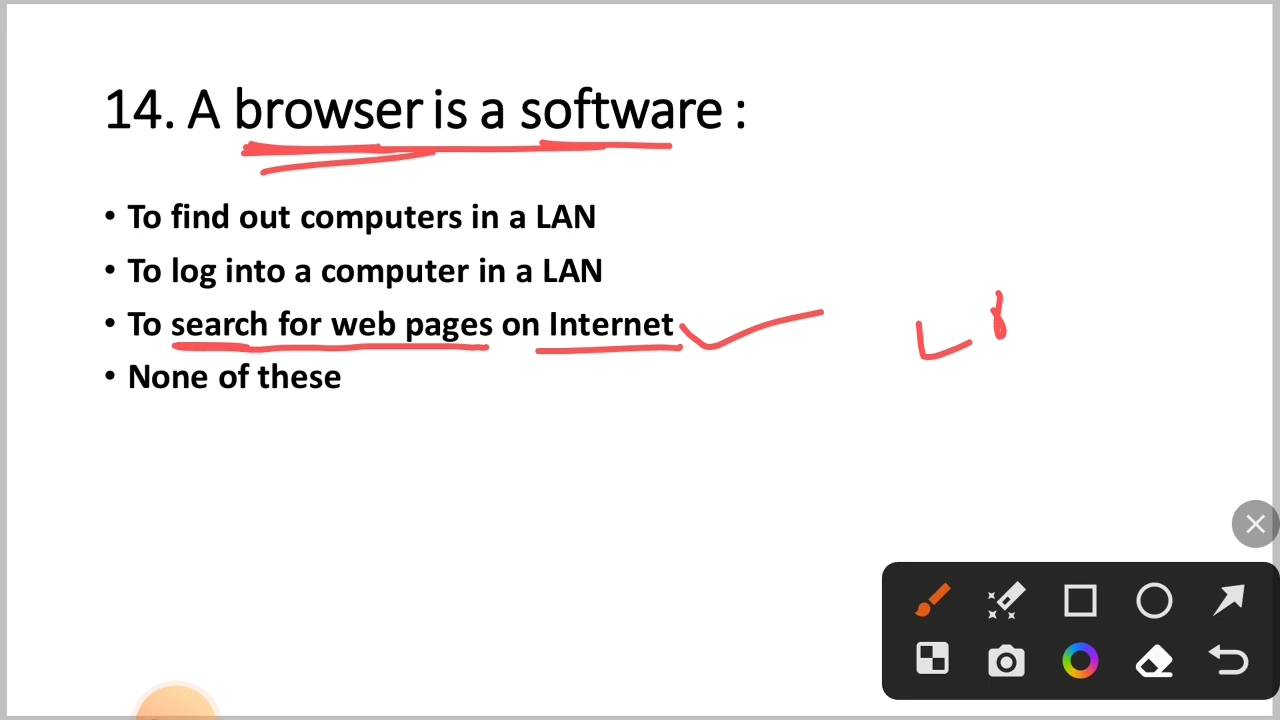 14. A browser is a software :
• To find out computers in a LAN
• To log into a computer in a LAN
• To search for web pages on Internet
• None of these